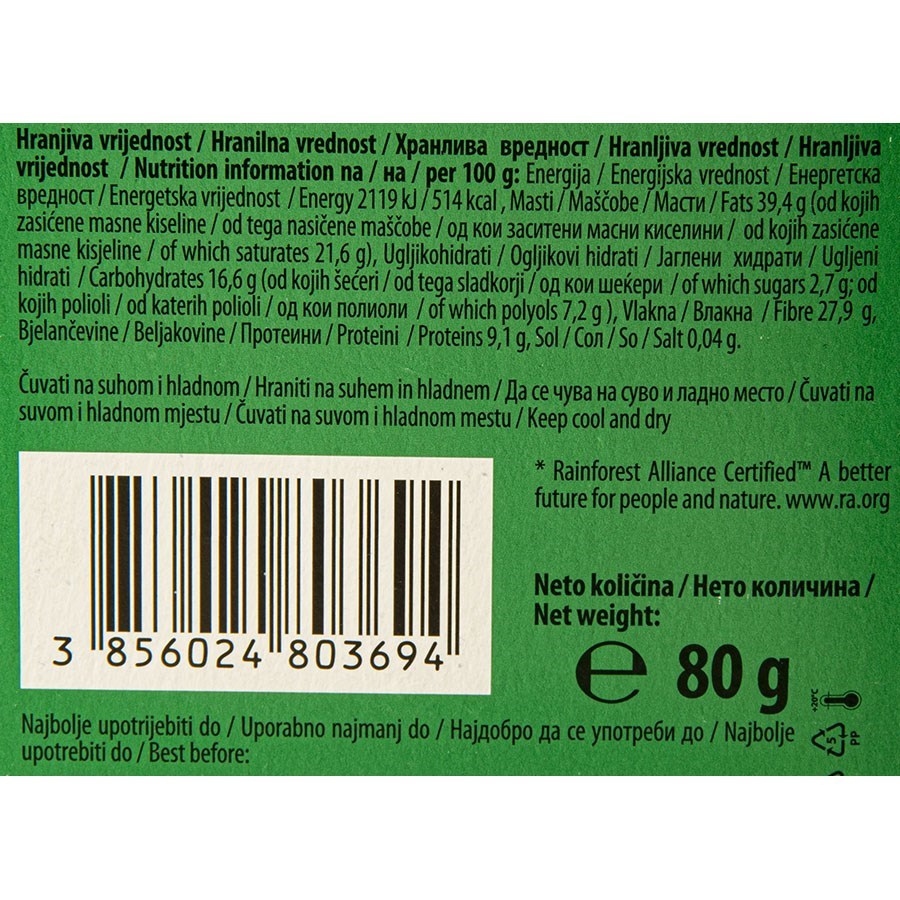 Hranjiva vrijednost / Hranilna vrednost / Хранлива вредност / Hranljiva vrednost / Hranljiva
vrijednost / Nutrition information na / на / per 100 g: Energija / Energijska vrednost / Енергетска
вредност / Energetska vrijednost / Energy 2119 kJ / 514 kcal , Masti / Maščobe / Масти / Fats 39,4 g (od kojih
zasićene masne kiseline / od tega nasičene maščobe / од кои заситени масни киселини / od kojih zasićene
masne kisjeline / of which saturates 21,6 g), Ugljikohidrati / Ogljikovi hidrati / Јаглени хидрати / Ugljeni
hidrati / Carbohydrates 16,6 g (od kojih šećeri / od tega sladkorji / од кои шеќери / of which sugars 2,7 g; od
kojih polioli / od katerih polioli / од кои полиоли / of which polyols 7,2 g ), Vlakna / Влакна / Fibre 27,9 g,
Bjelančevine / Beljakovine / Протеини / Proteini / Proteins 9,1 g, Sol / Сол / So / Salt 0,04 g.
Čuvati na suhom i hladnom / Hraniti na suhem in hladnem / Да се чува на суво и ладно место / Čuvati na
suvom i hladnom mjestu / Čuvati na suvom i hladnom mestu / Keep cool and dry
* Rainforest Alliance Certified™ A better
future for people and nature. www.ra.org
3 856024 803694
Neto količina / Нето количина /
Net weight:
℮ 80 g
+20°C
5
PP
Najbolje upotrijebiti do / Uporabno najmanj do / Најдобро да се употреби до / Najbolje
upotrebiti do / Best before: